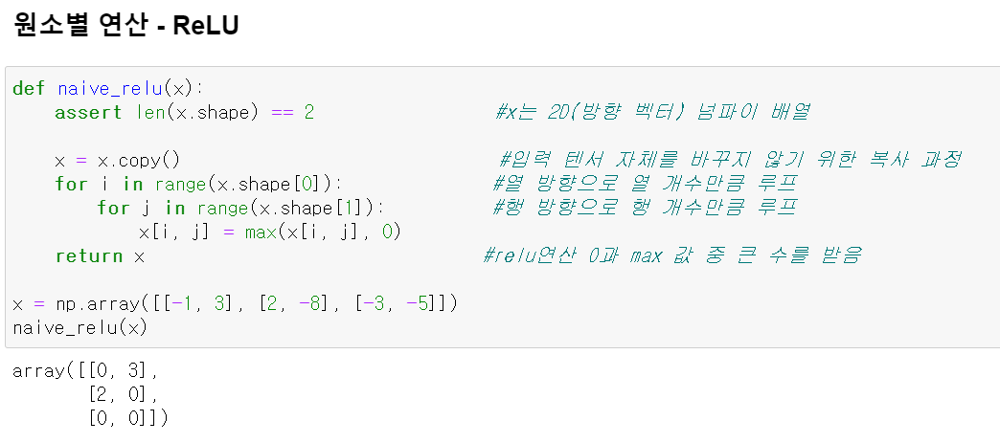 원소별 연산 - ReLU
def naive_relu(x):
    assert len(x.shape) == 2 #x는 2D(방향 벡터) 넘파이 배열
    x = x.copy() #입력 텐서 자체를 바꾸지 않기 위한 복사 과정
    for i in range(x.shape[0]): #열 방향으로 열 개수만큼 루프
        for j in range(x.shape[1]): #행 방향으로 행 개수만큼 루프
            x[i, j] = max(x[i, j], 0)
    return x #relu연산 0과 max 값 중 큰 수를 받음
x = np.array([[-1, 3], [2, -8], [-3, -5]])
naive_relu(x)
array([[0, 3],
       [2, 0],
       [0, 0]])